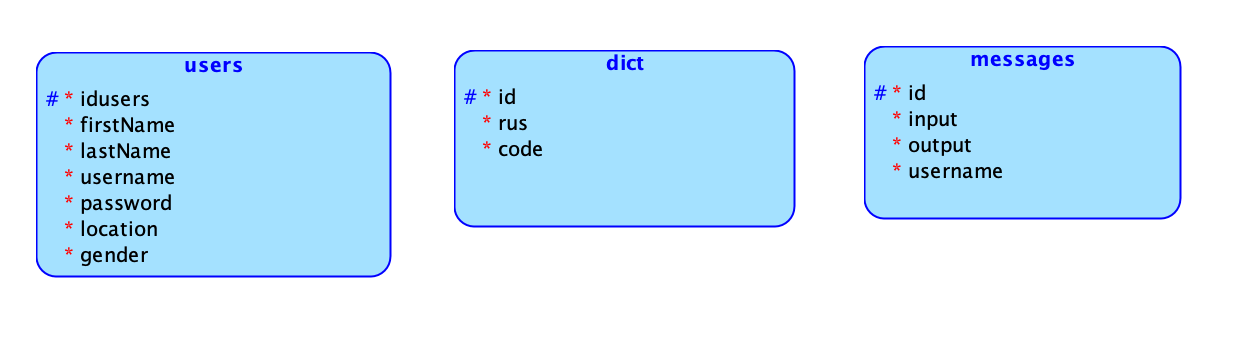 users
# * idusers
* firstName
* lastName
* username
* password
* location
* gender
dict
# * id
* rus
* code
messages
# * id
* input
* output
* username